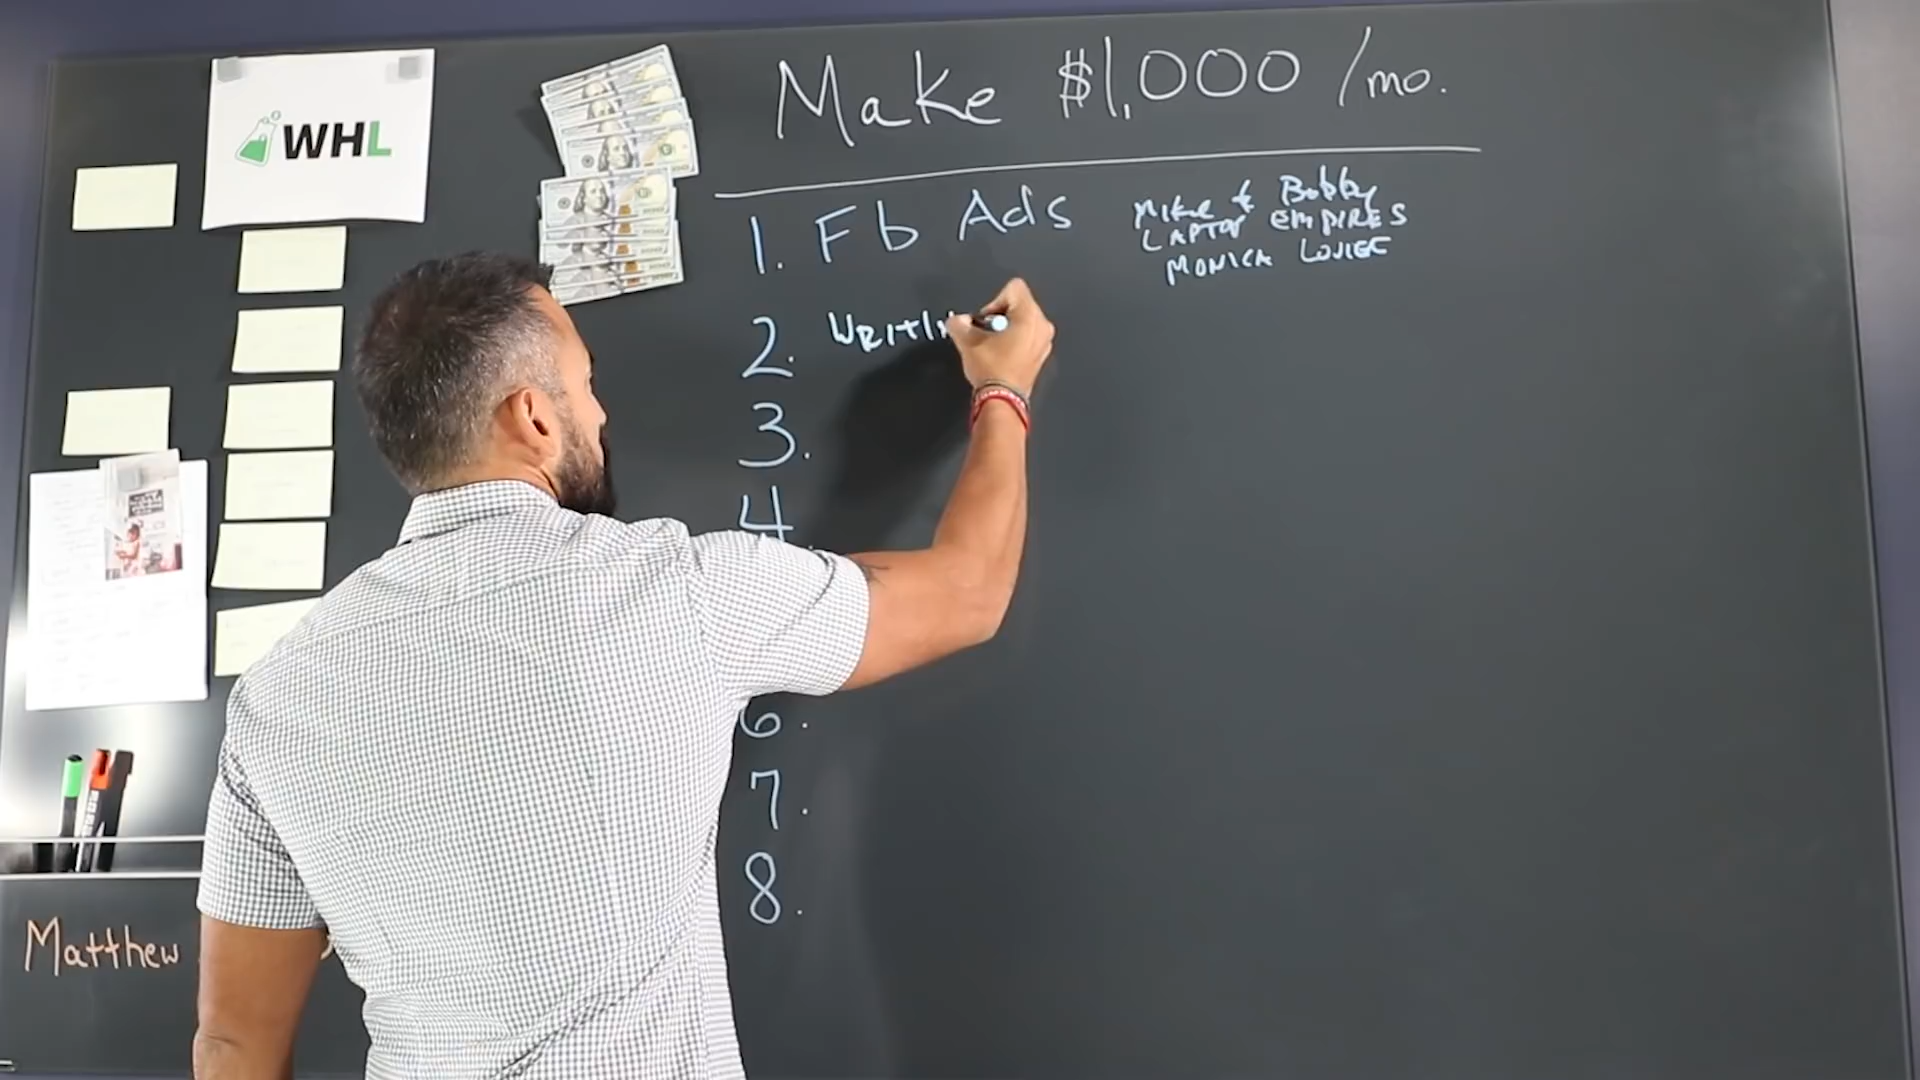 WHL
Make $1,000 /mo.
1. Fb Ads
Mike & Bobby
LAPTOP EMPIRES
MONICA LOUIE
2. WRITIN
3.
4.
6.
7.
8.
Matthew